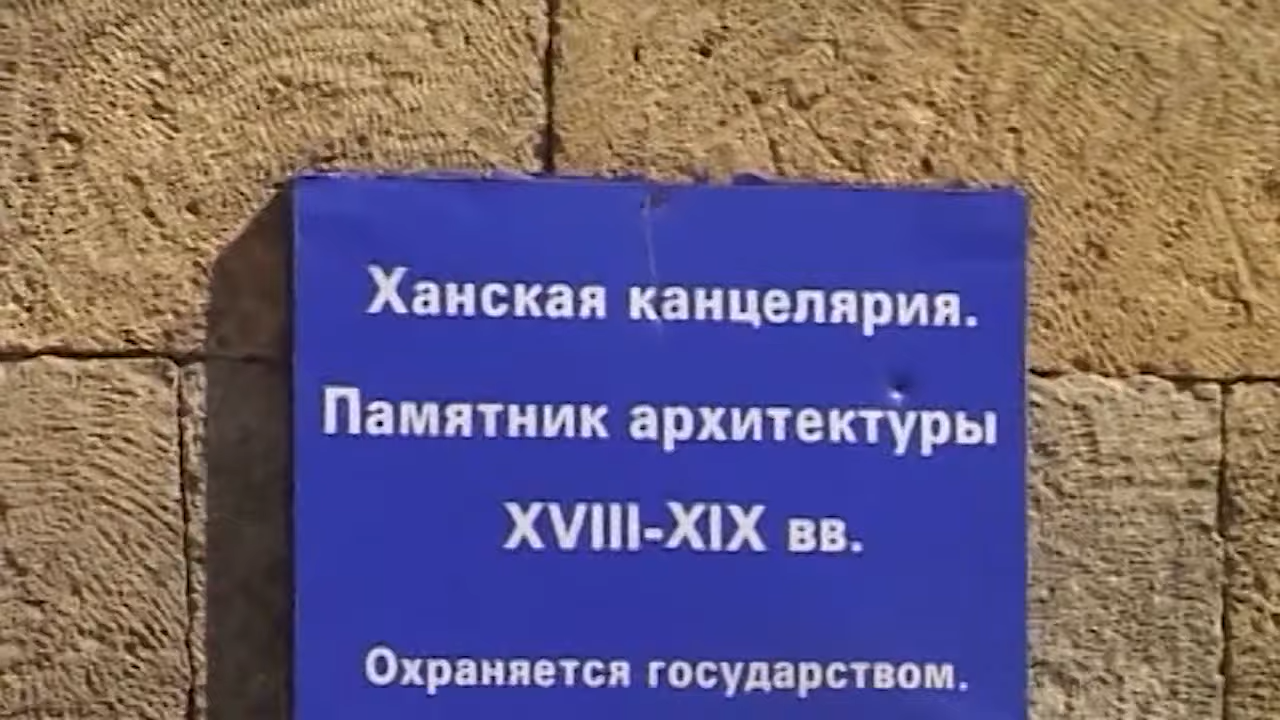 Ханская канцелярия.
Памятник архитектуры
XVIII-XIX вв.
Охраняется государством.